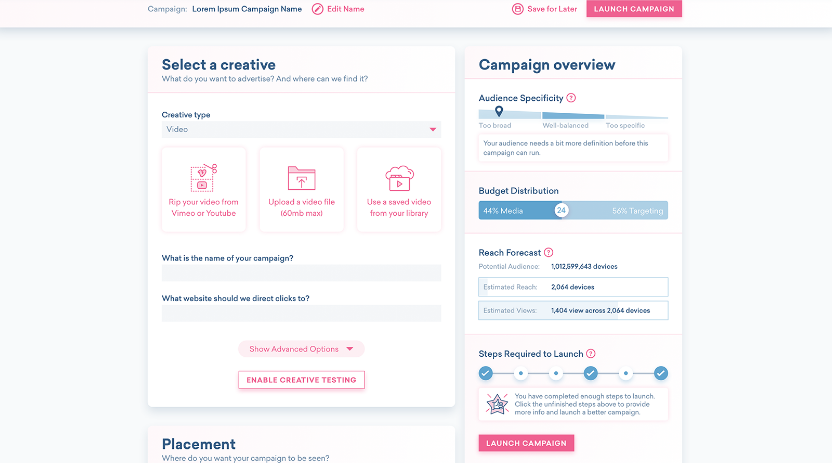 Campaign: Lorem Ipsum Campaign Name Edit Name Save for Later LAUNCH CAMPAIGN
Select a creative
What do you want to advertise? And where can we find it?
Creative type
Video
Rip your video from
Vimeo or Youtube
Upload a video file
(60mb max)
Use a saved video
from your library
What is the name of your campaign?
What website should we direct clicks to?
Show Advanced Options
ENABLE CREATIVE TESTING
Placement
Where do you want your campaign to be seen?
Campaign overview
Audience Specificity ?
Too broad Well-balanced Too specific
Your audience needs a bit more definition before this
campaign can run.
Budget Distribution
44% Media 24 56% Targeting
Reach Forecast ?
Potential Audience: 1,012,599,643 devices
Estimated Reach: 2,064 devices
Estimated Views: 1,404 view across 2,064 devices
Steps Required to Launch ?
You have completed enough steps to launch.
Click the unfinished steps above to provide
more info and launch a better campaign.
LAUNCH CAMPAIGN